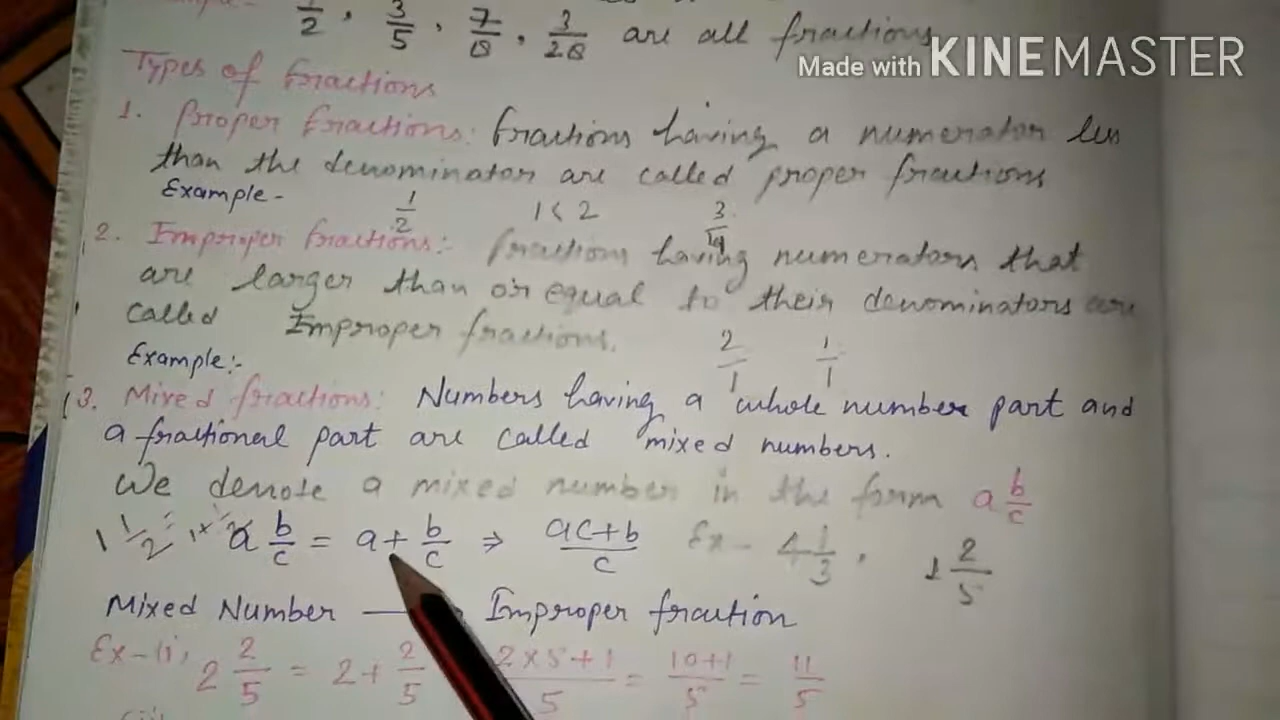 1/2, 3/5, 7/8, 3/28 are all fractions
Made with KINEMASTER
Types of fractions
1. Proper fractions: fractions having a numerator less
than the denominator are called proper fractions
Example- 1/2 1<2 3/14
2. Improper fractions:- fractions having numerators that
are larger than or equal to their denominators are
called Improper fractions.
Example:- 2/1 1/1
3. Mixed fractions: Numbers having a whole number part and
a fractional part are called mixed numbers.
We denote a mixed number in the form a b/c
1 1/2 a b/c = a + b/c ⇒ ac+b/c Ex- 4 1/3, 1 2/5
Mixed Number Improper fraction
Ex-(i), 2 2/5 = 2+ 2/5 2×5+1/5 = 10+1/5 = 11/5